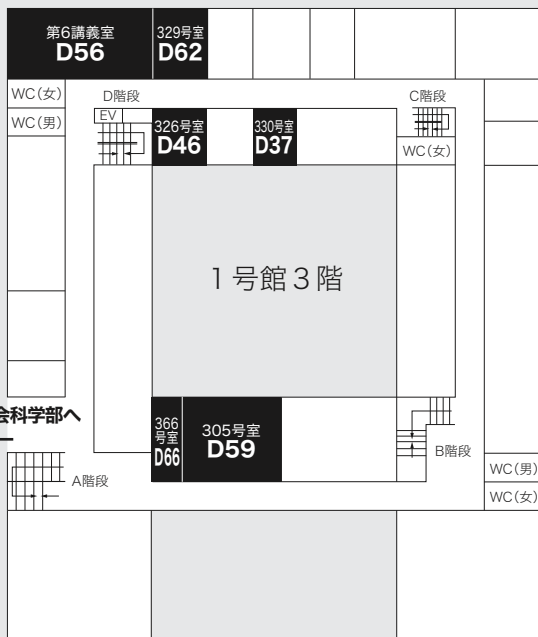 第6講義室
D56
329号室
D62
WC(女)
WC(男)
D階段
EV
326号室
D46
330号室
D37
C階段
WC(女)
1号館3階
会科学部へ
366
号室
D66
305号室
D59
B階段
A階段
WC(男)
WC(女)